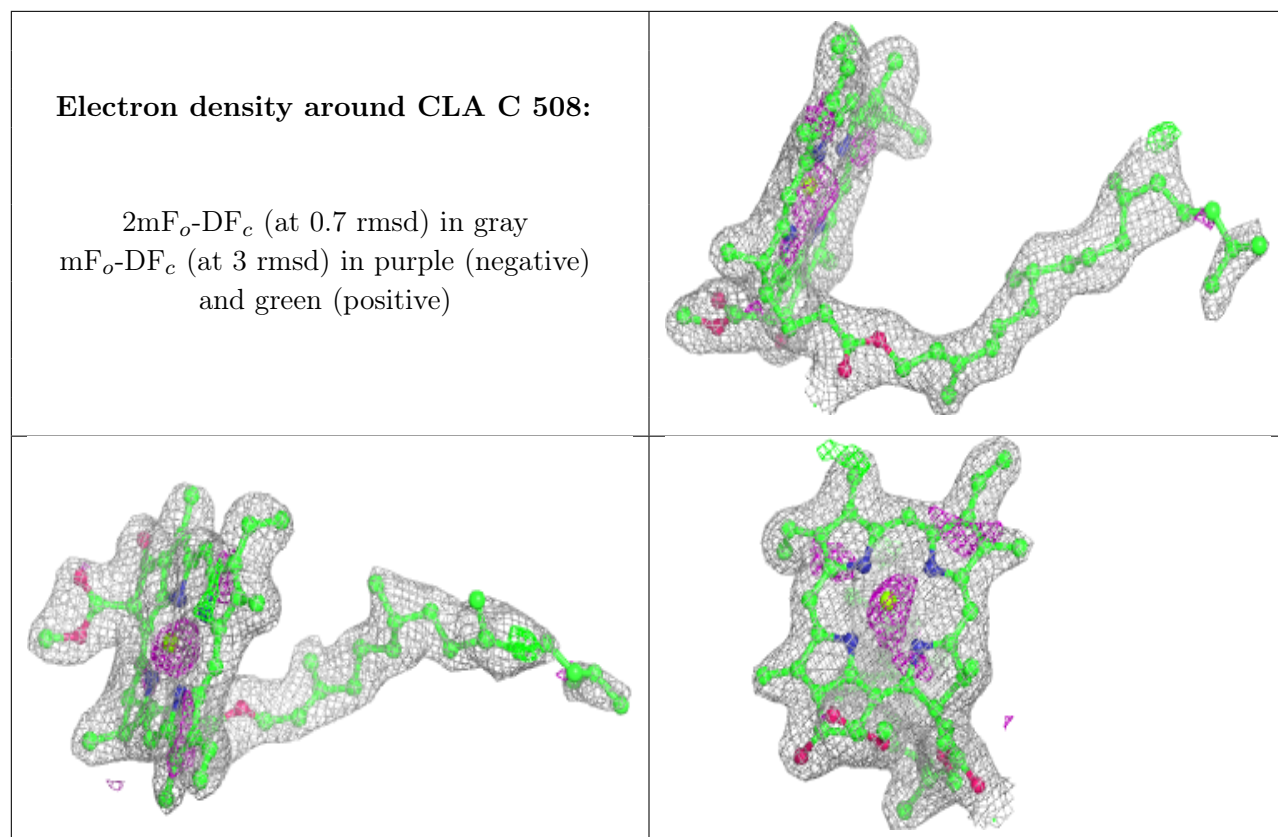 Electron density around CLA C 508:
2mFo-DFc (at 0.7 rmsd) in gray
mFo-DFc (at 3 rmsd) in purple (negative)
and green (positive)